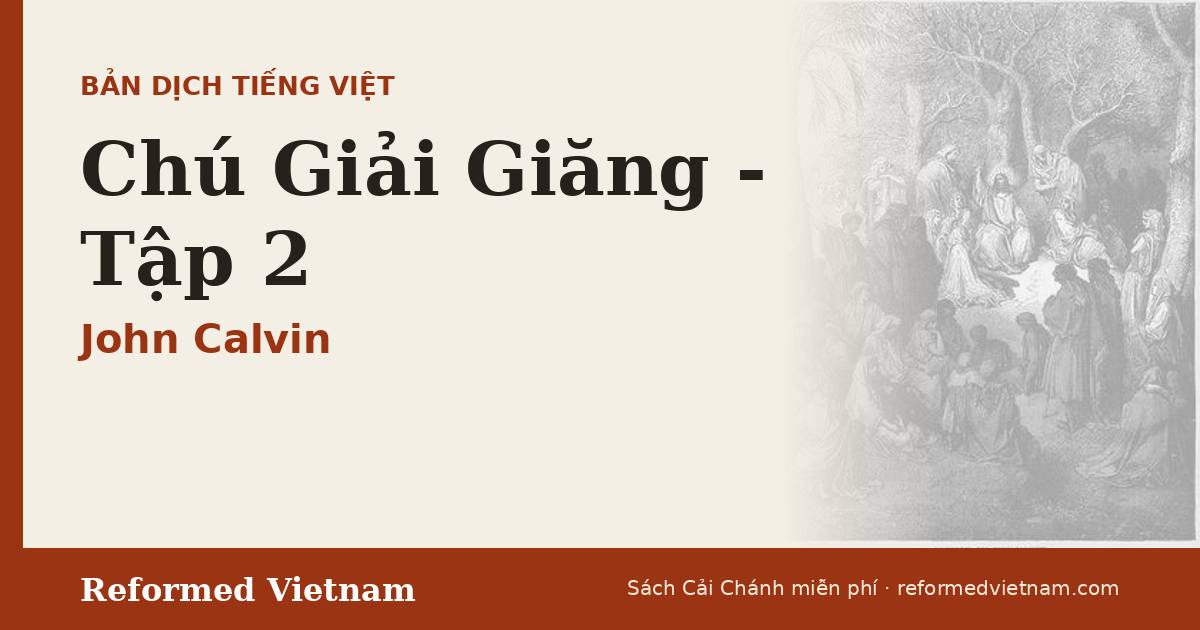 BẢN DỊCH TIẾNG VIỆT
Chú Giải Giăng -
Tập 2
John Calvin
Reformed Vietnam
Sách Cải Chánh miễn phí · reformedvietnam.com